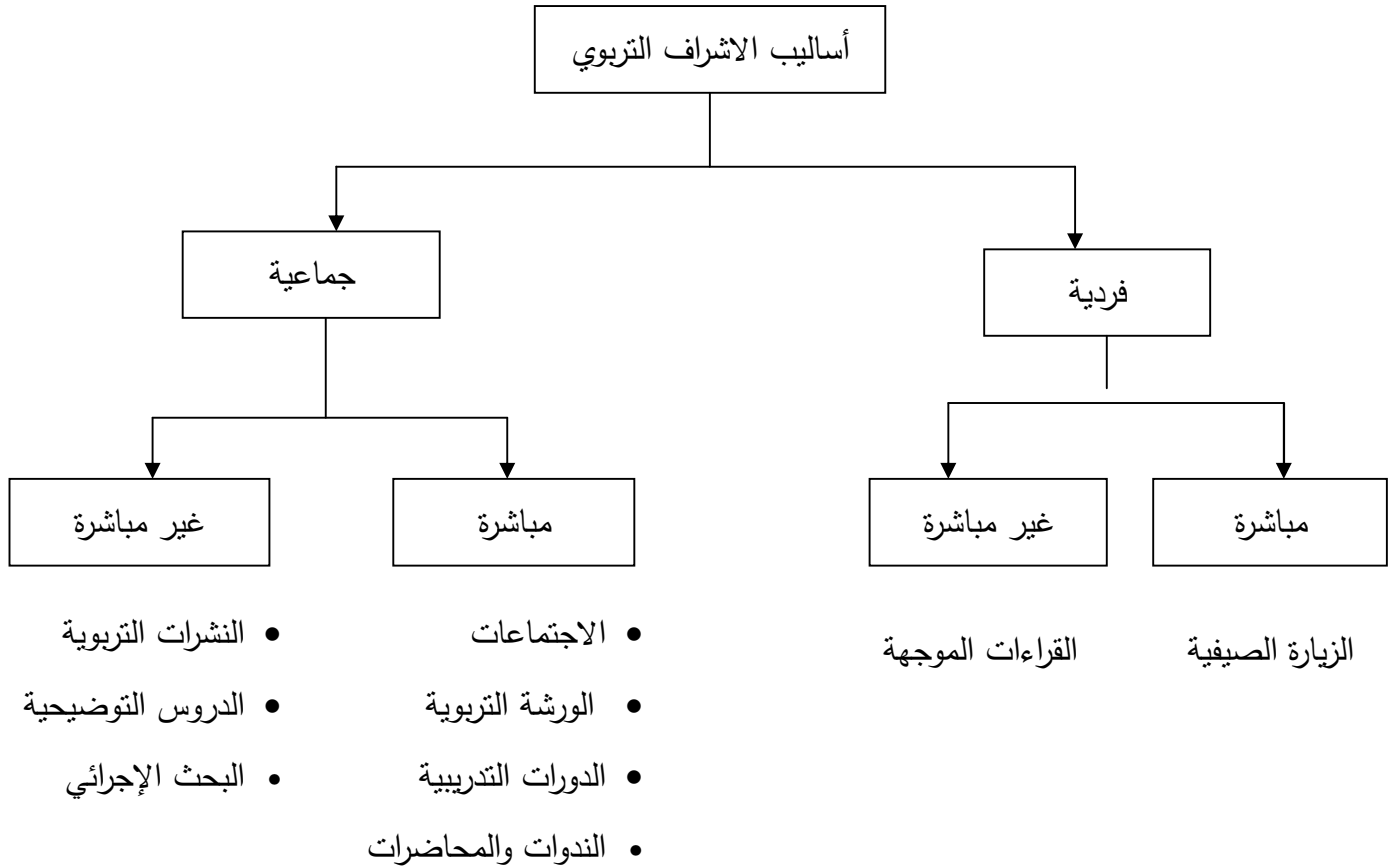 أساليب الاشراف التربوي
فردية
جماعية
مباشرة
غير مباشرة
مباشرة
غير مباشرة
الزيارة الصيفية
القراءات الموجهة
• الاجتماعات
• الورشة التربوية
• الدورات التدريبية
• الندوات والمحاضرات
• النشرات التربوية
• الدروس التوضيحية
• البحث الإجرائي